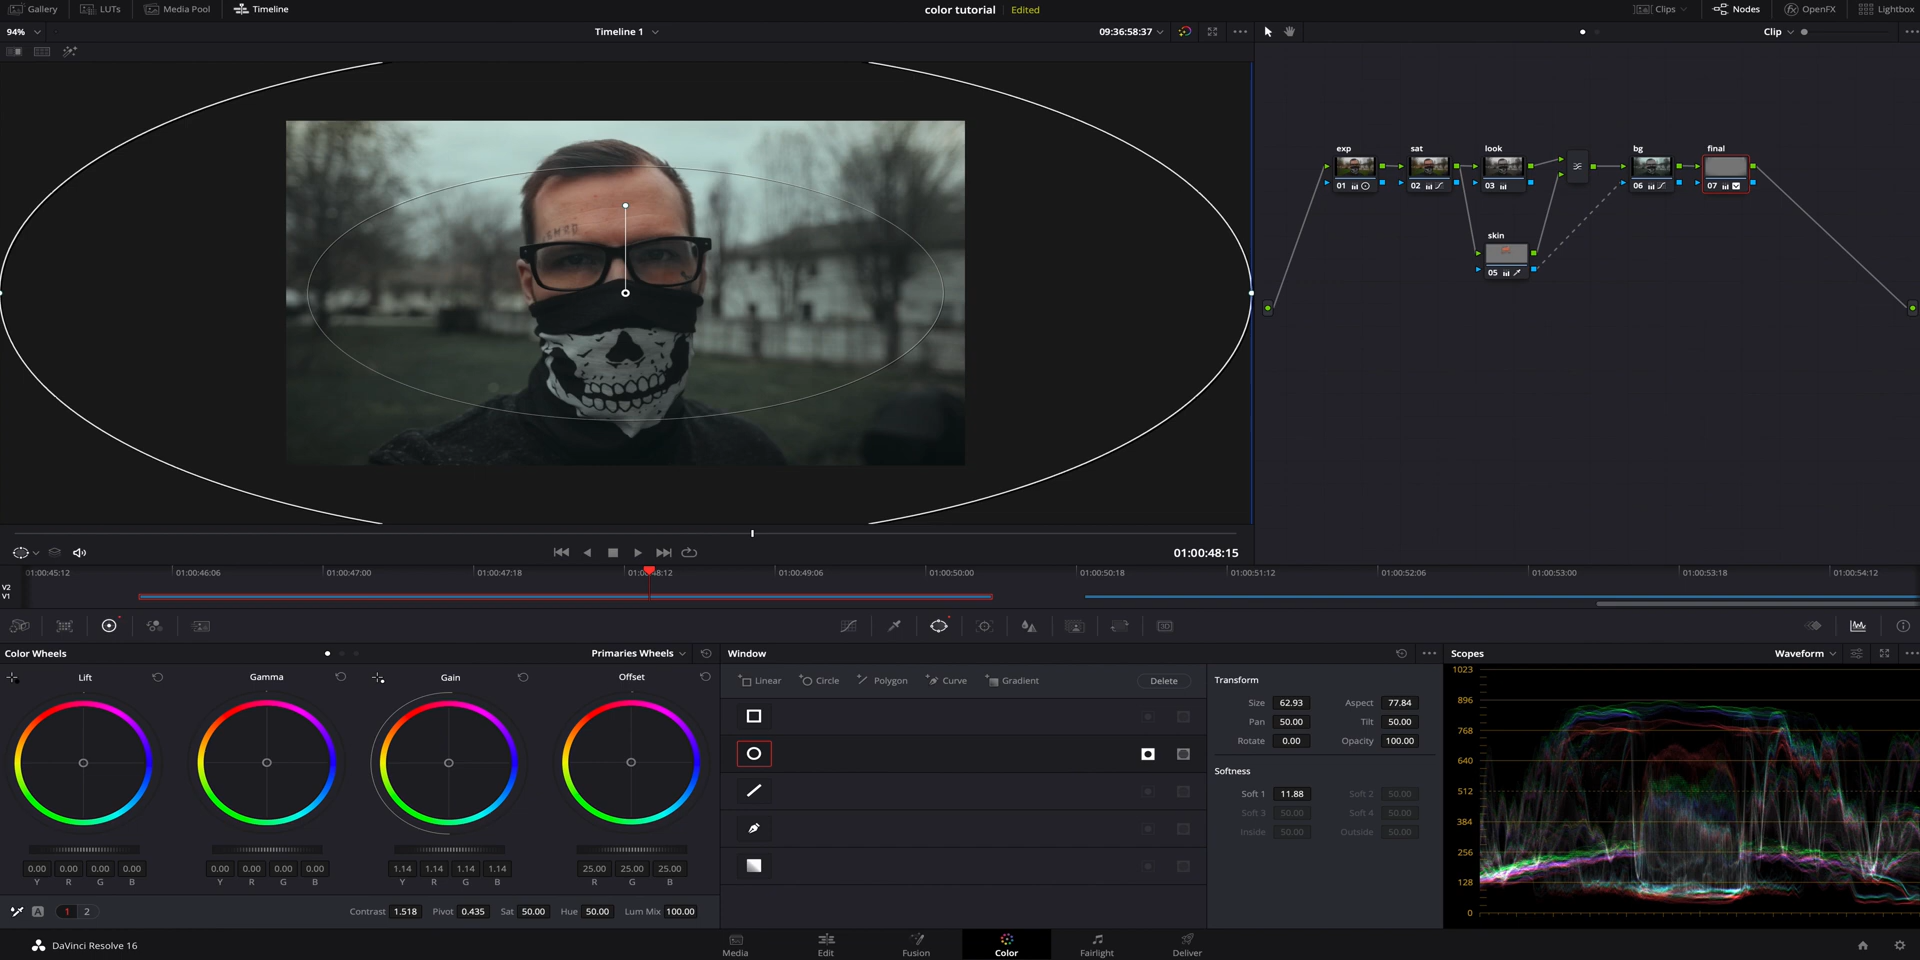 Gallery LUTs Media Pool Timeline color tutorial Edited Clips Nodes OpenFX Lightbox
94% Timeline 1 09:36:58:37 Clip
exp sat look bg final
01 02 03 06 07
skin
05
01:00:48:15
01:00:45:12 01:00:46:06 01:00:47:00 01:00:47:18 01:00:48:12 01:00:49:06 01:00:50:00 01:00:50:18 01:00:51:12 01:00:52:06 01:00:53:00 01:00:53:18 01:00:54:12
V2
V1
Color Wheels Primaries Wheels Window Scopes Waveform
Lift Gamma Gain Offset
0.00 0.00 0.00 0.00 0.00 0.00 0.00 0.00 1.14 1.14 1.14 1.14 25.00 25.00 25.00
Y R G B Y R G B Y R G B R G B
A 1 2 Contrast 1.518 Pivot 0.435 Sat 50.00 Hue 50.00 Lum Mix 100.00
Linear Circle Polygon Curve Gradient Delete
Transform
Size 62.93 Aspect 77.84
Pan 50.00 Tilt 50.00
Rotate 0.00 Opacity 100.00
Softness
Soft 1 11.88 Soft 2 50.00
Soft 3 50.00 Soft 4 50.00
Inside 50.00 Outside 50.00
1023
896
768
640
512
384
256
128
0
DaVinci Resolve 16 Media Edit Fusion Color Fairlight Deliver
3D